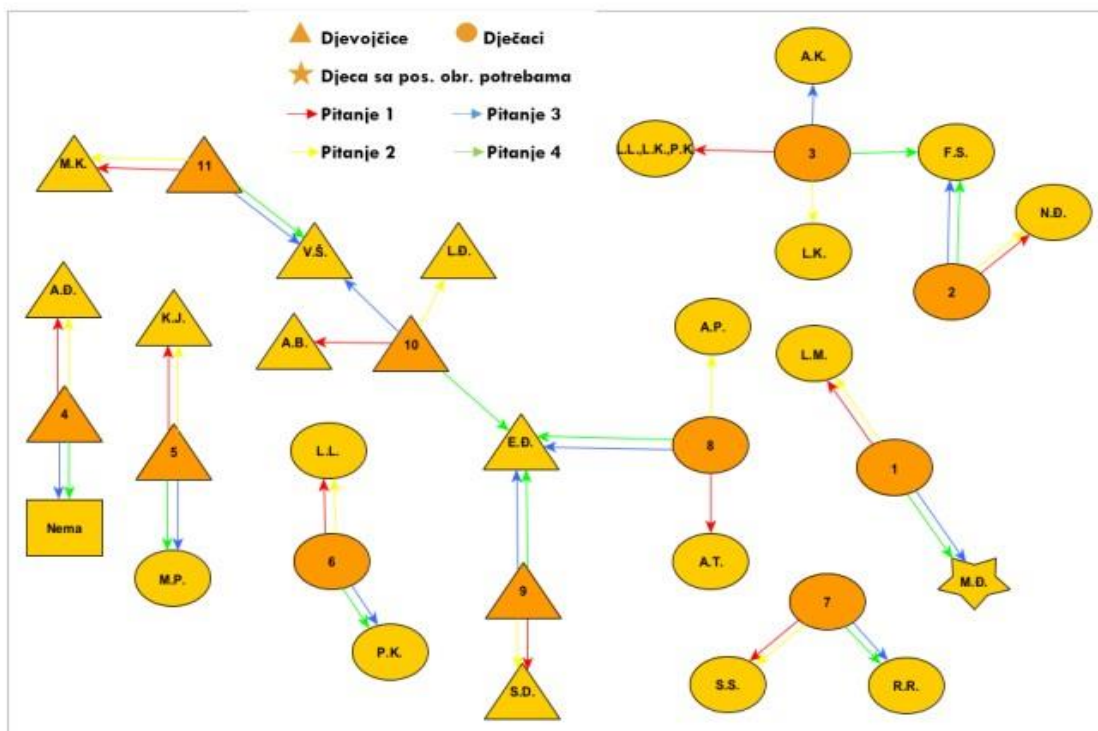 Djevojčice
Dječaci
Djeca sa pos. obr. potrebama
Pitanje 1
Pitanje 3
Pitanje 2
Pitanje 4
A.K.
L.L.,L.K.,P.K.
3
F.S.
M.K.
11
N.Đ.
V.Š.
L.Đ.
L.K.
2
A.Đ.
K.J.
A.P.
A.B.
10
L.M.
4
5
L.L.
E.Đ.
8
1
Nema
6
A.T.
M.P.
9
M.Đ.
7
P.K.
S.D.
S.S.
R.R.